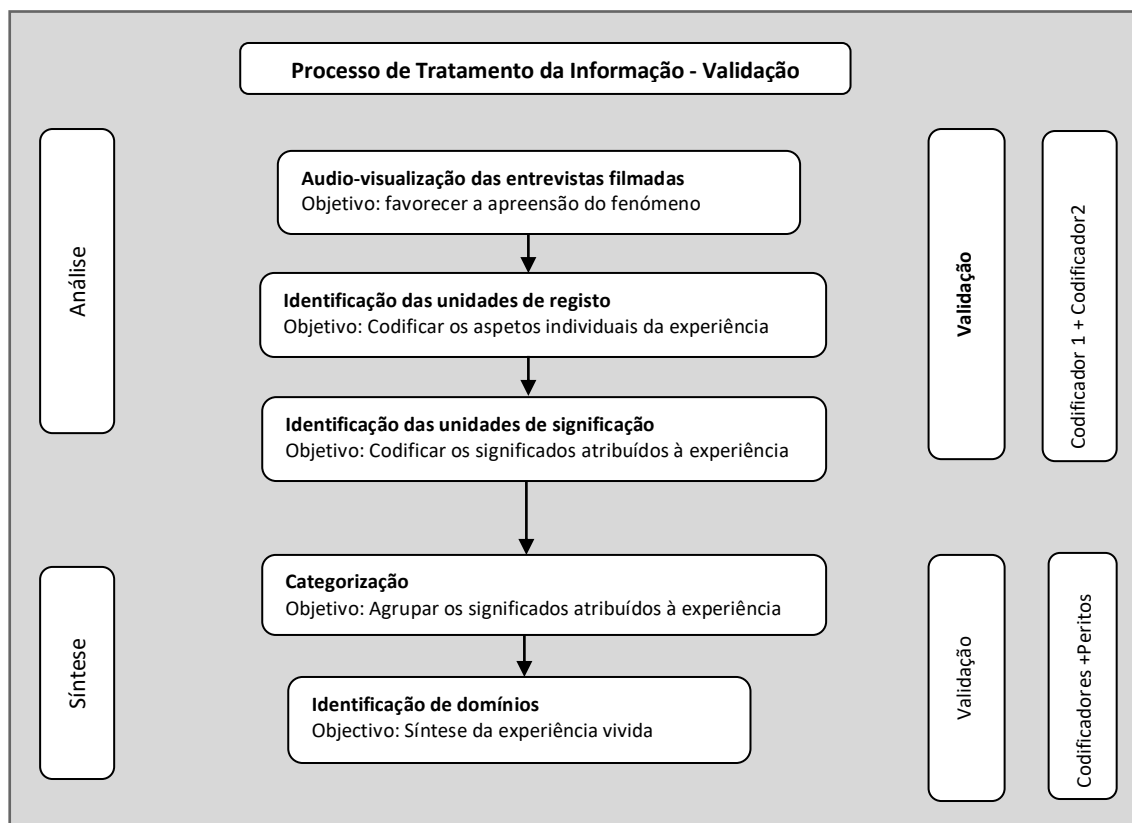 Processo de Tratamento da Informação - Validação
Análise
Audio-visualização das entrevistas filmadas
Objetivo: favorecer a apreensão do fenómeno
Identificação das unidades de registo
Objetivo: Codificar os aspetos individuais da experiência
Identificação das unidades de significação
Objetivo: Codificar os significados atribuídos à experiência
Validação
Codificador 1 + Codificador2
Síntese
Categorização
Objetivo: Agrupar os significados atribuídos à experiência
Identificação de domínios
Objectivo: Síntese da experiência vivida
Validação
Codificadores +Peritos